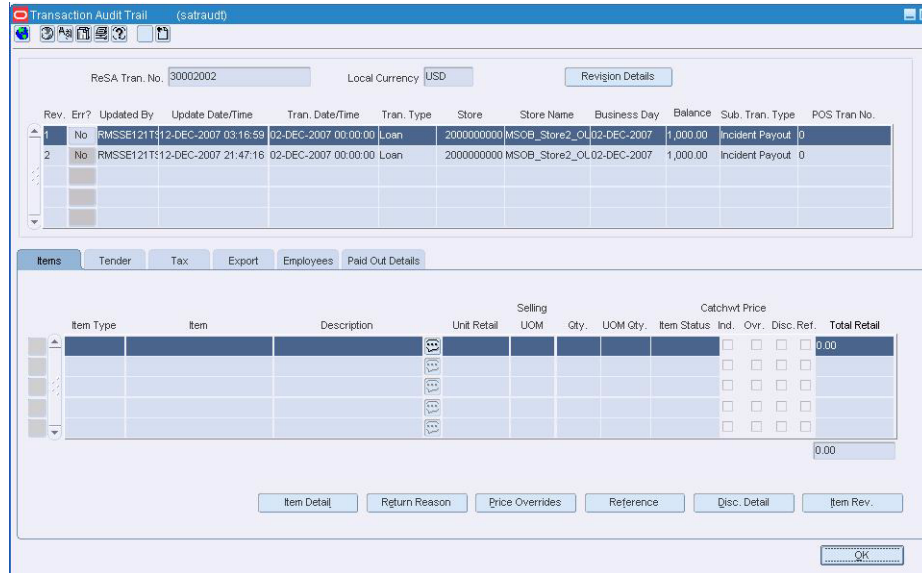 Transaction Audit Trail (satraudt)
ReSA Tran. No. 30002002 Local Currency USD Revision Details
Rev. Err? Updated By Update Date/Time Tran. Date/Time Tran. Type Store Store Name Business Day Balance Sub. Tran. Type POS Tran No.
1 No RMSSE121TS 12-DEC-2007 03:16:59 02-DEC-2007 00:00:00 Loan 2000000000 MSOB_Store2_OU 02-DEC-2007 1,000.00 Incident Payout 0
2 No RMSSE121TS 12-DEC-2007 21:47:16 02-DEC-2007 00:00:00 Loan 2000000000 MSOB_Store2_OU 02-DEC-2007 1,000.00 Incident Payout 0
Items Tender Tax Export Employees Paid Out Details
Selling Catchwt Price
Item Type Item Description Unit Retail UOM Qty. UOM Qty. Item Status Ind. Ovr. Disc. Ref. Total Retail
0.00
0.00
Item Detail Return Reason Price Overrides Reference Disc. Detail Item Rev.
OK